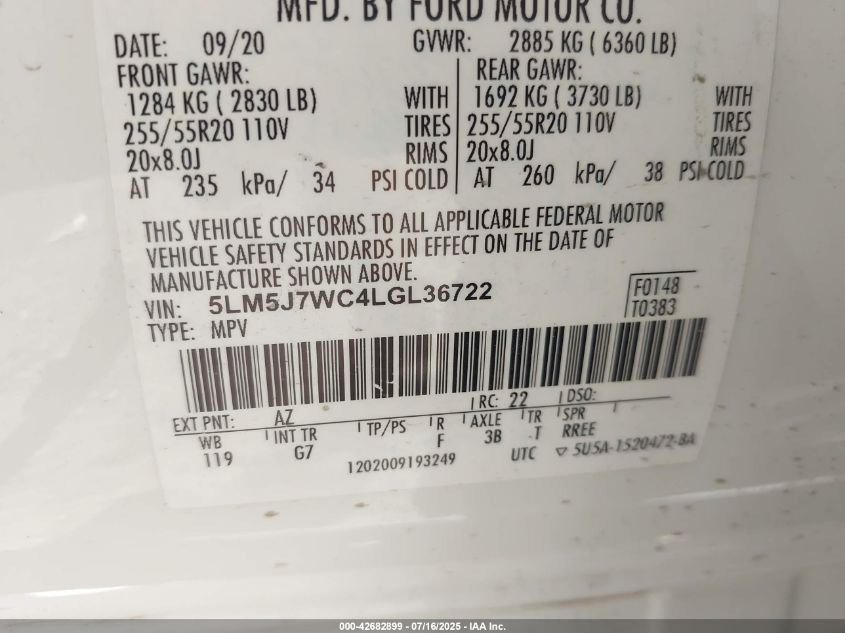 MFD. BY FORD MOTOR CO.
DATE: 09/20 GVWR: 2885 KG ( 6360 LB)
FRONT GAWR: REAR GAWR:
1284 KG ( 2830 LB) WITH 1692 KG ( 3730 LB) WITH
255/55R20 110V TIRES 255/55R20 110V TIRES
20x8.0J RIMS 20x8.0J RIMS
AT 235 kPa/ 34 PSI COLD AT 260 kPa/ 38 PSI COLD
THIS VEHICLE CONFORMS TO ALL APPLICABLE FEDERAL MOTOR
VEHICLE SAFETY STANDARDS IN EFFECT ON THE DATE OF
MANUFACTURE SHOWN ABOVE.
VIN: 5LM5J7WC4LGL36722 F0148
TYPE: MPV T0383
EXT PNT: AZ RC: 22 DSO:
WB INT TR TP/PS R AXLE TR SPR
119 G7 F 3B T RREE
1202009193249 UTC ▽ 5U5A-1520472-BA
000-42682899 - 07/16/2025 - IAA Inc.